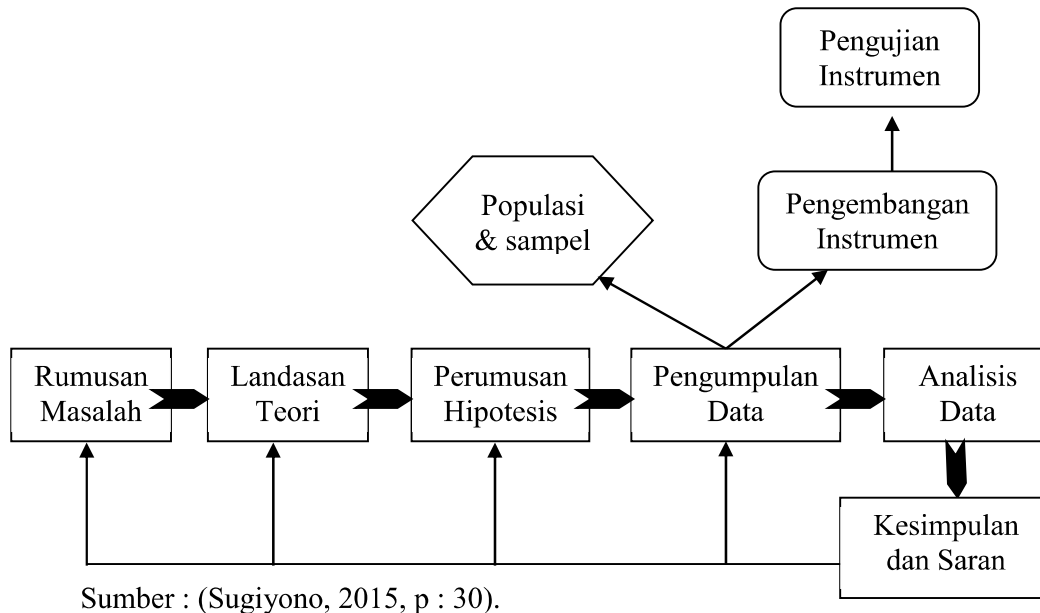 Pengujian
Instrumen
Populasi
& sampel
Pengembangan
Instrumen
Rumusan
Masalah
Landasan
Teori
Perumusan
Hipotesis
Pengumpulan
Data
Analisis
Data
Kesimpulan
dan Saran
Sumber : (Sugiyono, 2015, p : 30).